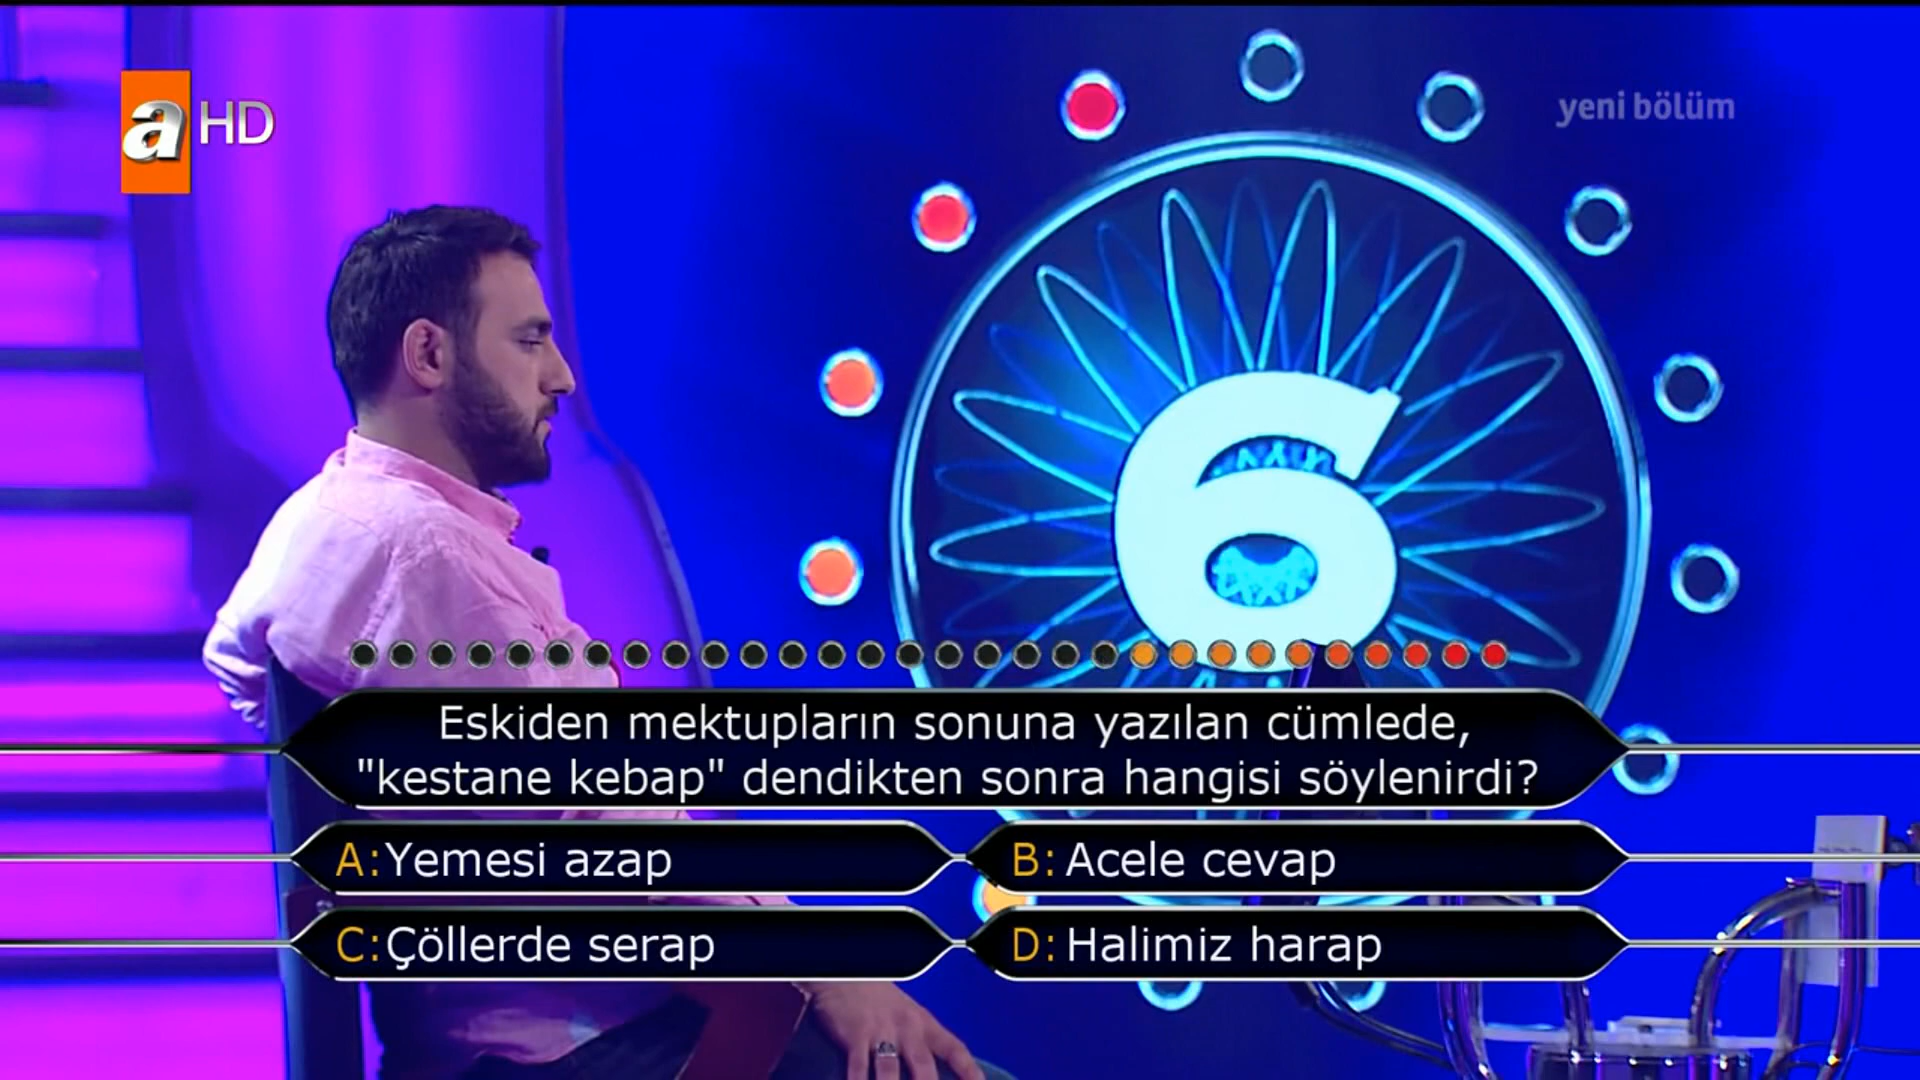 a HD
yeni bölüm
6
Eskiden mektupların sonuna yazılan cümlede,
"kestane kebap" dendikten sonra hangisi söylenirdi?
A: Yemesi azap
B: Acele cevap
C: Çöllerde serap
D: Halimiz harap